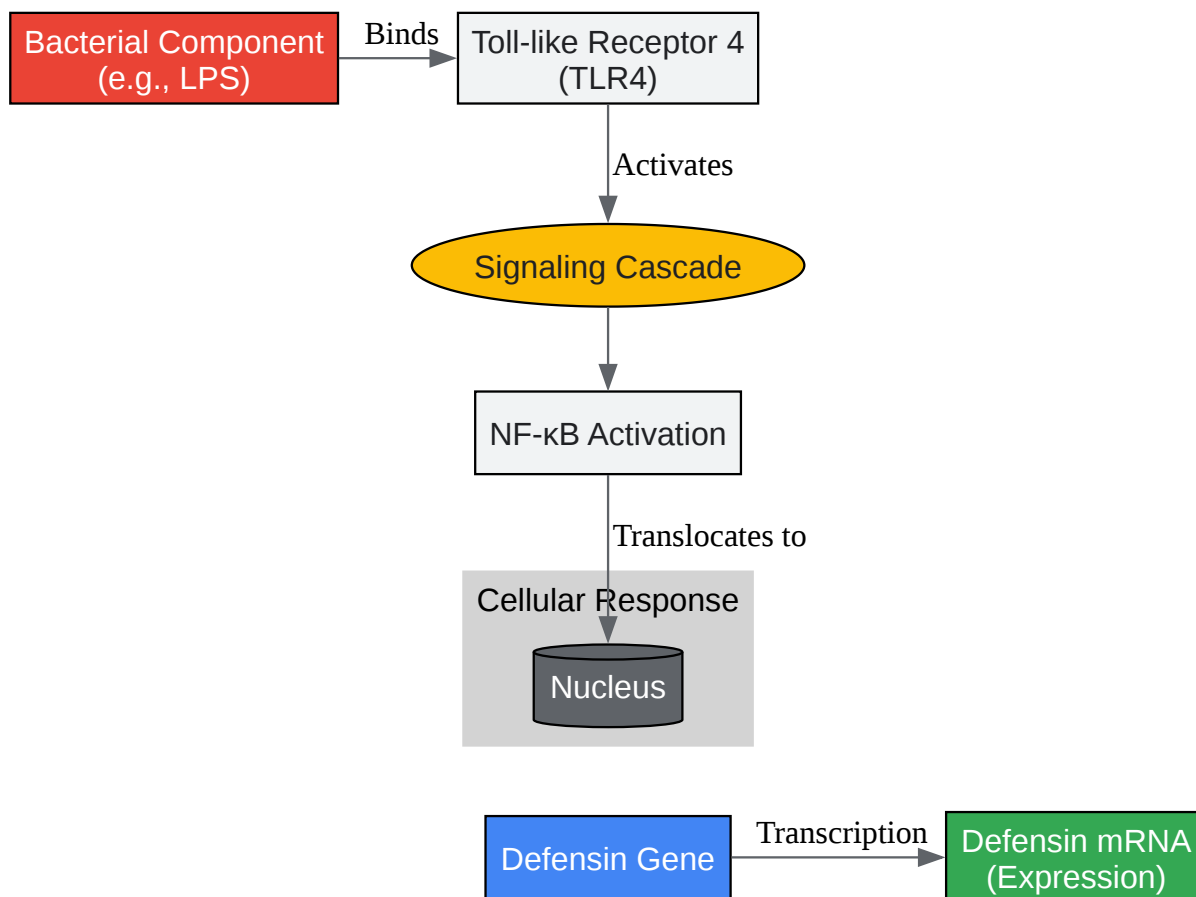 Bacterial Component
(e.g., LPS)
Binds
Toll-like Receptor 4
(TLR4)
Activates
Signaling Cascade
NF-κB Activation
Translocates to
Cellular Response
Nucleus
Defensin Gene
Transcription
Defensin mRNA
(Expression)